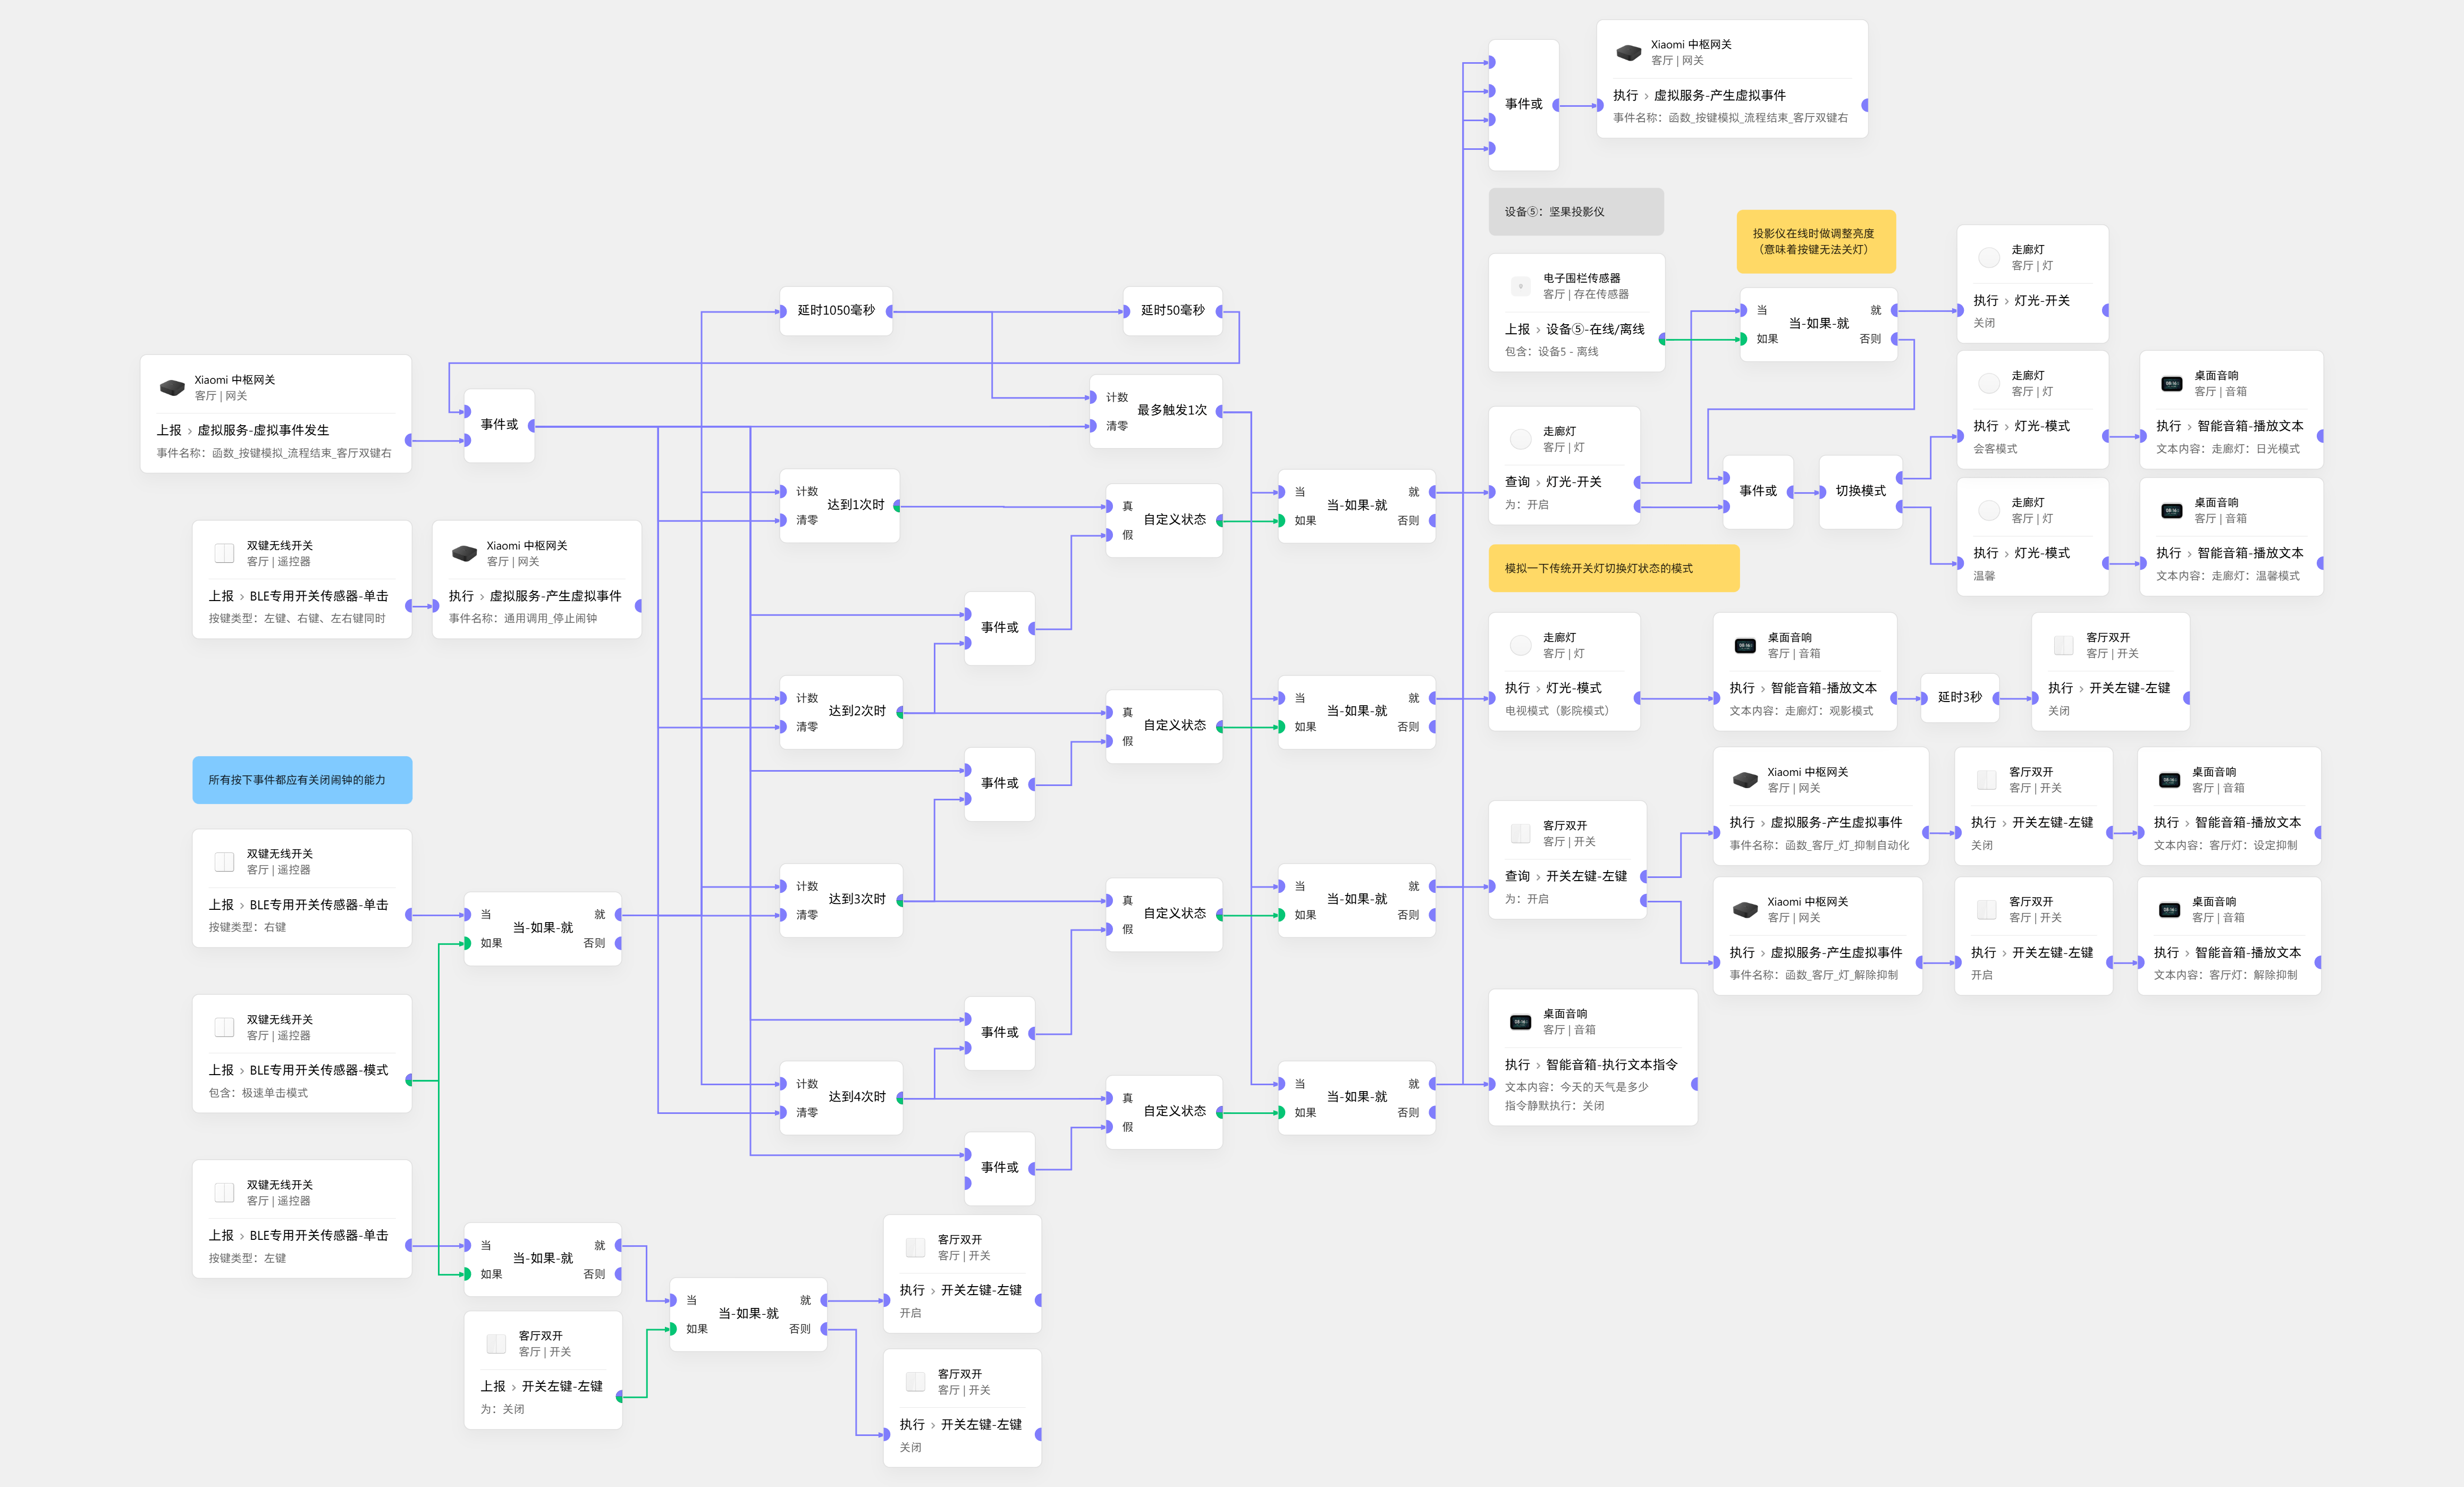 Xiaomi 中枢网关
客厅 | 网关
执行 › 虚拟服务-产生虚拟事件
事件名称：函数_按键模拟_流程结束_客厅双键右
事件或
设备⑤：坚果投影仪
投影仪在线时做调整亮度
（意味着按键无法关灯）
电子围栏传感器
客厅 | 存在传感器
上报 › 设备⑤-在线/离线
包含：设备5 - 离线
当
如果
当-如果-就
就
否则
走廊灯
客厅 | 灯
执行 › 灯光-开关
关闭
延时1050毫秒
延时50毫秒
Xiaomi 中枢网关
客厅 | 网关
上报 › 虚拟服务-虚拟事件发生
事件名称：函数_按键模拟_流程结束_客厅双键右
事件或
计数
清零
最多触发1次
走廊灯
客厅 | 灯
执行 › 灯光-模式
会客模式
桌面音响
客厅 | 音箱
执行 › 智能音箱-播放文本
文本内容：走廊灯：日光模式
走廊灯
客厅 | 灯
查询 › 灯光-开关
为：开启
事件或
切换模式
走廊灯
客厅 | 灯
执行 › 灯光-模式
温馨
桌面音响
客厅 | 音箱
执行 › 智能音箱-播放文本
文本内容：走廊灯：温馨模式
计数
清零
达到1次时
真
假
自定义状态
当
如果
当-如果-就
就
否则
双键无线开关
客厅 | 遥控器
上报 › BLE专用开关传感器-单击
按键类型：左键、右键、左右键同时
Xiaomi 中枢网关
客厅 | 网关
执行 › 虚拟服务-产生虚拟事件
事件名称：通用调用_停止闹钟
模拟一下传统开关灯切换灯状态的模式
事件或
计数
清零
达到2次时
真
假
自定义状态
当
如果
当-如果-就
就
否则
走廊灯
客厅 | 灯
执行 › 灯光-模式
电视模式（影院模式）
桌面音响
客厅 | 音箱
执行 › 智能音箱-播放文本
文本内容：走廊灯：观影模式
延时3秒
客厅双开
客厅 | 开关
执行 › 开关左键-左键
关闭
所有按下事件都应有关闭闹钟的能力
事件或
双键无线开关
客厅 | 遥控器
上报 › BLE专用开关传感器-单击
按键类型：右键
当
如果
当-如果-就
就
否则
计数
清零
达到3次时
真
假
自定义状态
当
如果
当-如果-就
就
否则
客厅双开
客厅 | 开关
查询 › 开关左键-左键
为：开启
Xiaomi 中枢网关
客厅 | 网关
执行 › 虚拟服务-产生虚拟事件
事件名称：函数_客厅_灯_抑制自动化
客厅双开
客厅 | 开关
执行 › 开关左键-左键
关闭
桌面音响
客厅 | 音箱
执行 › 智能音箱-播放文本
文本内容：客厅灯：设定抑制
Xiaomi 中枢网关
客厅 | 网关
执行 › 虚拟服务-产生虚拟事件
事件名称：函数_客厅_灯_解除抑制
客厅双开
客厅 | 开关
执行 › 开关左键-左键
开启
桌面音响
客厅 | 音箱
执行 › 智能音箱-播放文本
文本内容：客厅灯：解除抑制
双键无线开关
客厅 | 遥控器
上报 › BLE专用开关传感器-模式
包含：极速单击模式
事件或
计数
清零
达到4次时
真
假
自定义状态
当
如果
当-如果-就
就
否则
桌面音响
客厅 | 音箱
执行 › 智能音箱-执行文本指令
文本内容：今天的天气是多少
指令静默执行：关闭
事件或
双键无线开关
客厅 | 遥控器
上报 › BLE专用开关传感器-单击
按键类型：左键
当
如果
当-如果-就
就
否则
客厅双开
客厅 | 开关
上报 › 开关左键-左键
为：关闭
当
如果
当-如果-就
就
否则
客厅双开
客厅 | 开关
执行 › 开关左键-左键
开启
客厅双开
客厅 | 开关
执行 › 开关左键-左键
关闭